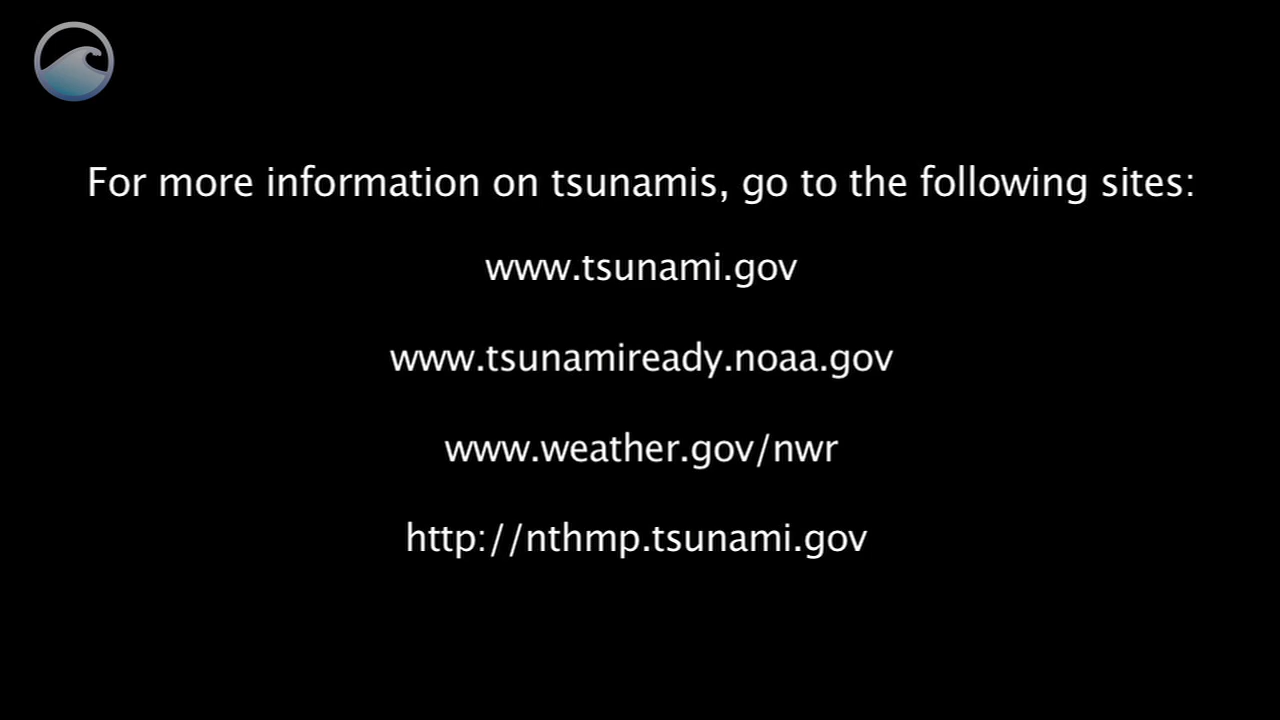 For more information on tsunamis, go to the following sites:
www.tsunami.gov
www.tsunamiready.noaa.gov
www.weather.gov/nwr
http://nthmp.tsunami.gov